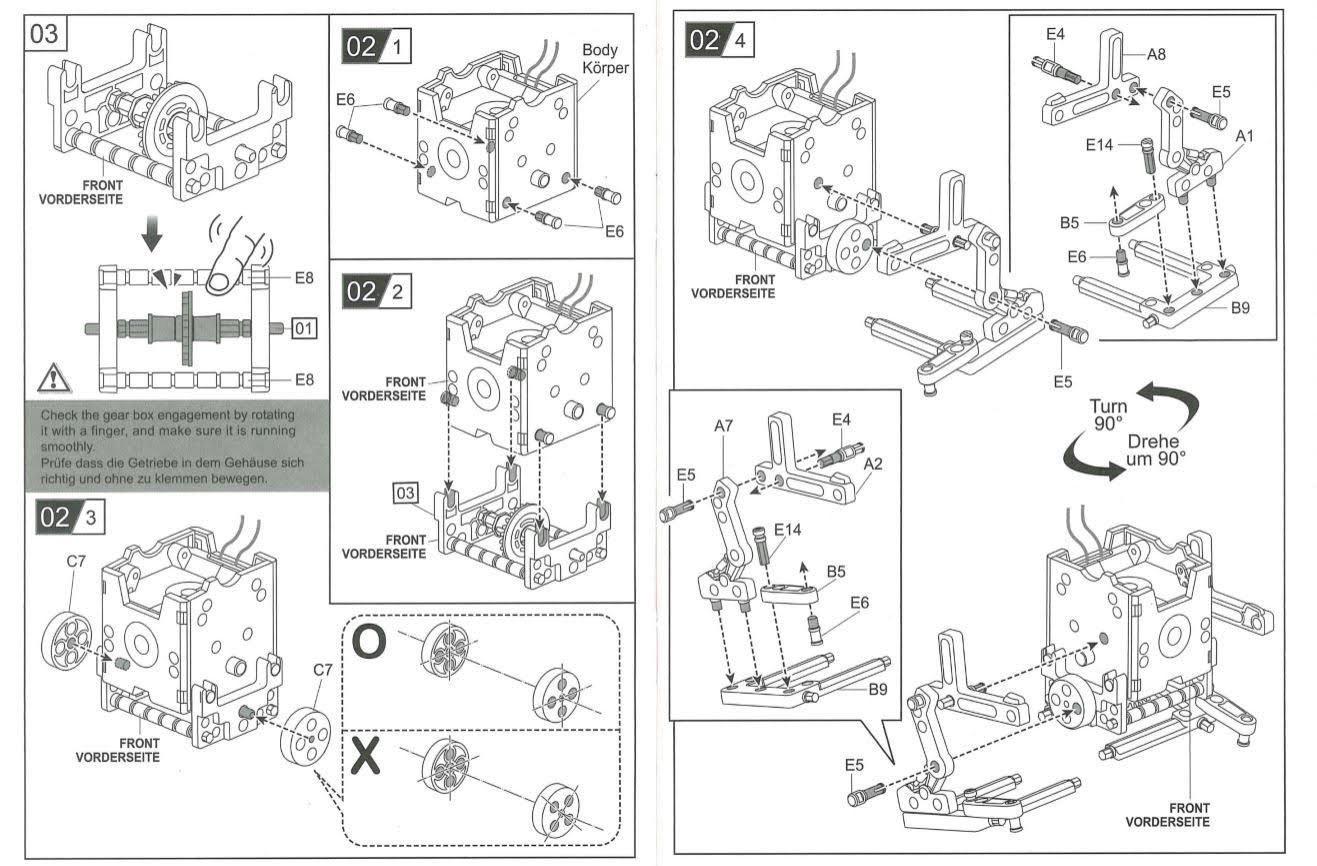 03
FRONT
VORDERSEITE
E8
01
E8
Check the gear box engagement by rotating
it with a finger, and make sure it is running
smoothly.
Prüfe dass die Getriebe in dem Gehäuse sich
richtig und ohne zu klemmen bewegen.
02 1
Body
Körper
E6
E6
02 2
FRONT
VORDERSEITE
03
FRONT
VORDERSEITE
02 3
C7
C7
FRONT
VORDERSEITE
O
X
02 4
FRONT
VORDERSEITE
E5
E4
A8
E5
E14
A1
B5
E6
B9
Turn
90°
Drehe
um 90°
A7
E4
A2
E5
E14
B5
E6
B9
E5
FRONT
VORDERSEITE